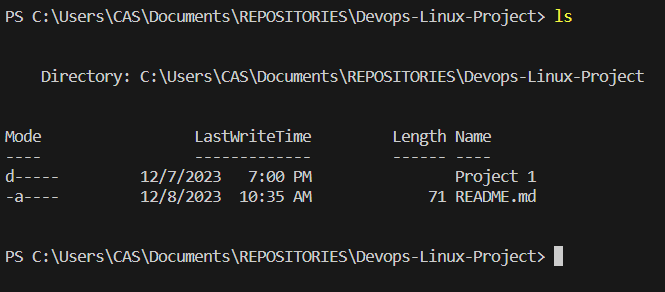 PS C:\Users\CAS\Documents\REPOSITORIES\Devops-Linux-Project> ls
Directory: C:\Users\CAS\Documents\REPOSITORIES\Devops-Linux-Project
Mode                 LastWriteTime         Length Name
----                 -------------         ------ ----
d-----         12/7/2023   7:00 PM                Project 1
-a----         12/8/2023  10:35 AM             71 README.md
PS C:\Users\CAS\Documents\REPOSITORIES\Devops-Linux-Project>